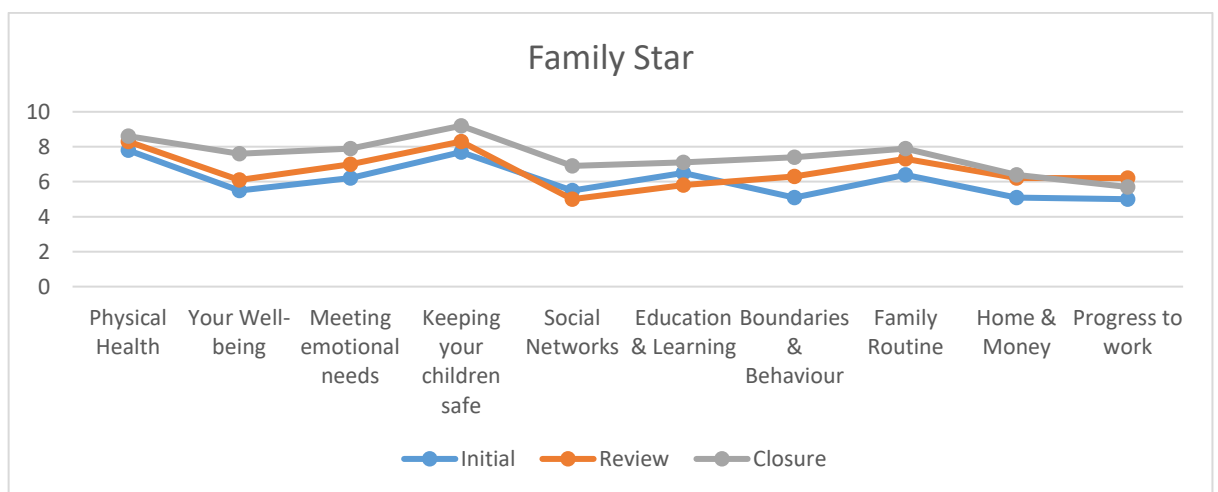 Family Star
10
8
6
4
2
0
Physical Health
Your Well-being
Meeting emotional needs
Keeping your children safe
Social Networks
Education & Learning
Boundaries & Behaviour
Family Routine
Home & Money
Progress to work
Initial
Review
Closure